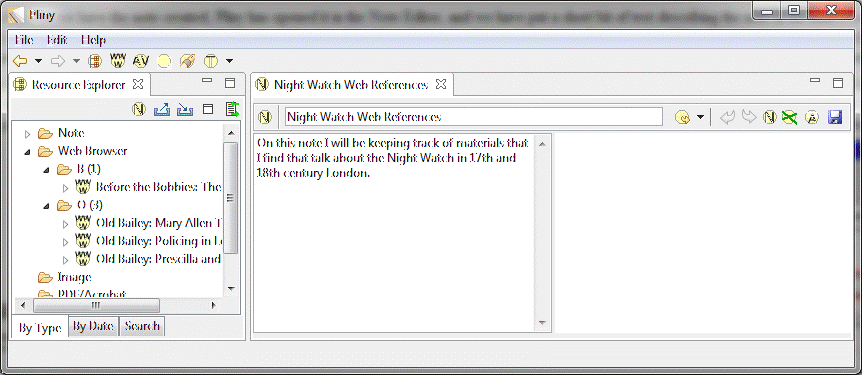 Pliny
File Edit Help
Resource Explorer
Night Watch Web References
Night Watch Web References
Note
Web Browser
B (1)
Before the Bobbies: The
O (3)
Old Bailey: Mary Allen T
Old Bailey: Policing in Lo
Old Bailey: Prescilla and
Image
PDF/Acrobat
By Type By Date Search
On this note I will be keeping track of materials that
I find that talk about the Night Watch in 17th and
18th century London.